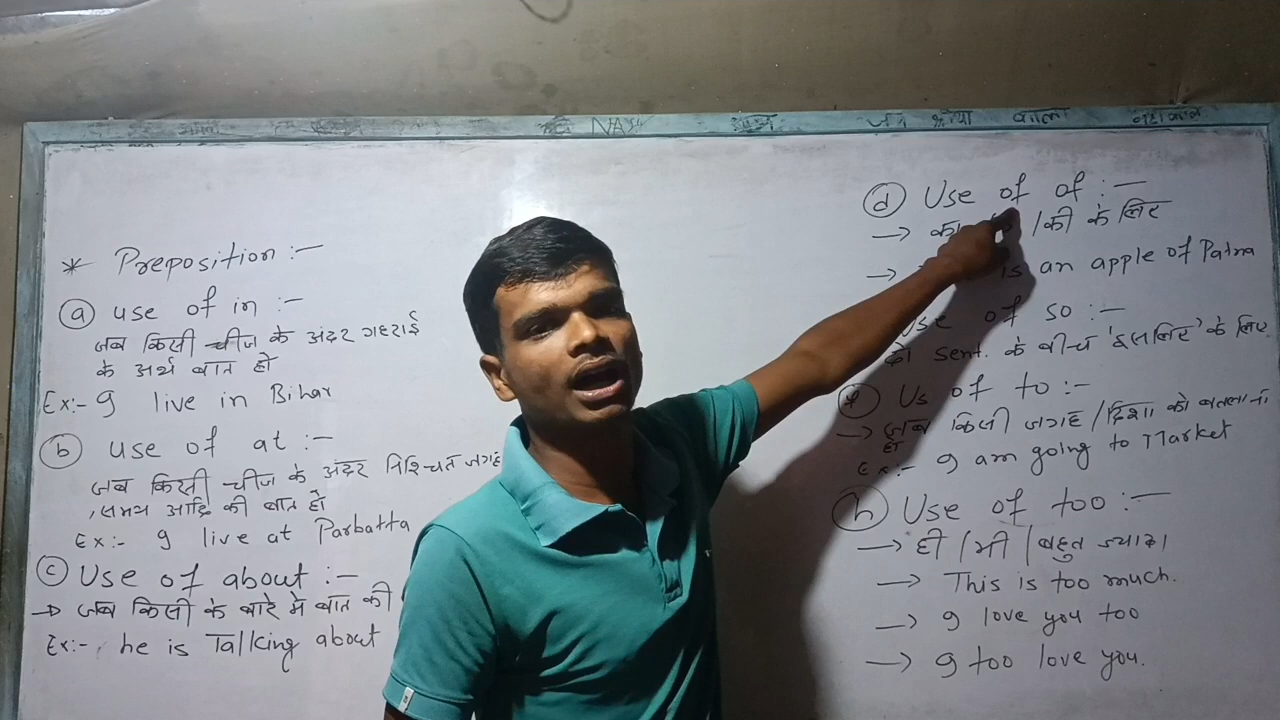 NASA
* Preposition :-
(a) use of in :-
जब किसी चीज के अंदर गहराई
के अर्थ बात हो
Ex:- I live in Bihar
(b) use of at :-
जब किसी चीज के अंदर निश्चित जगह
, समय आदि की बात हो
Ex:- I live at Parbatta
(c) Use of about :-
→ जब किसी के बारे में बात की
Ex:- he is Talking about
(d) Use of of :-
→ का /की के लिए
→ is an apple of Patna
use of so :-
दो sent. के बीच 'इसलिए' के लिए
(f) Us of to :-
→ जब किसी जगह/दिशा को बतलाना
हो
Ex:- I am going to Market
(h) Use of too :-
→ ही/भी/बहुत ज्यादा
→ This is too much.
→ I love you too
→ I too love you.